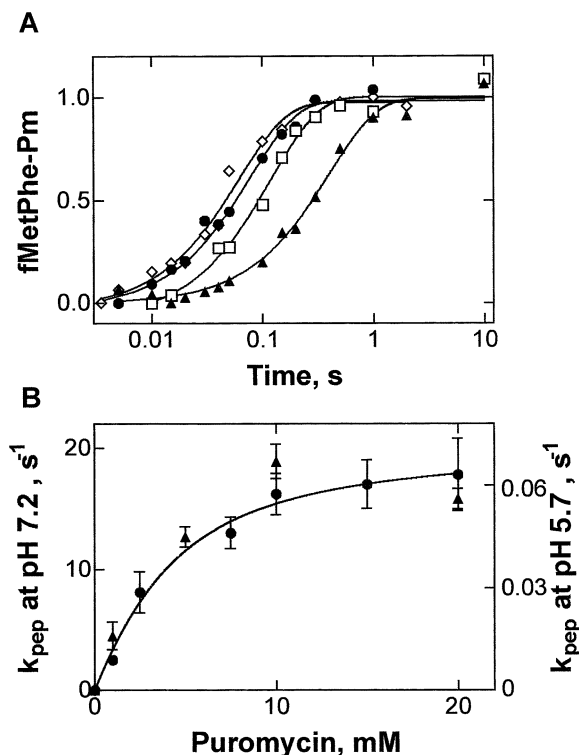 A
fMetPhe-Pm
1.0
0.5
0.0
0.01
0.1
1
10
Time, s
B
k_pep at pH 7.2 , s^-1
20
10
0
k_pep at pH 5.7 , s^-1
0.06
0.03
0
0
10
20
Puromycin, mM